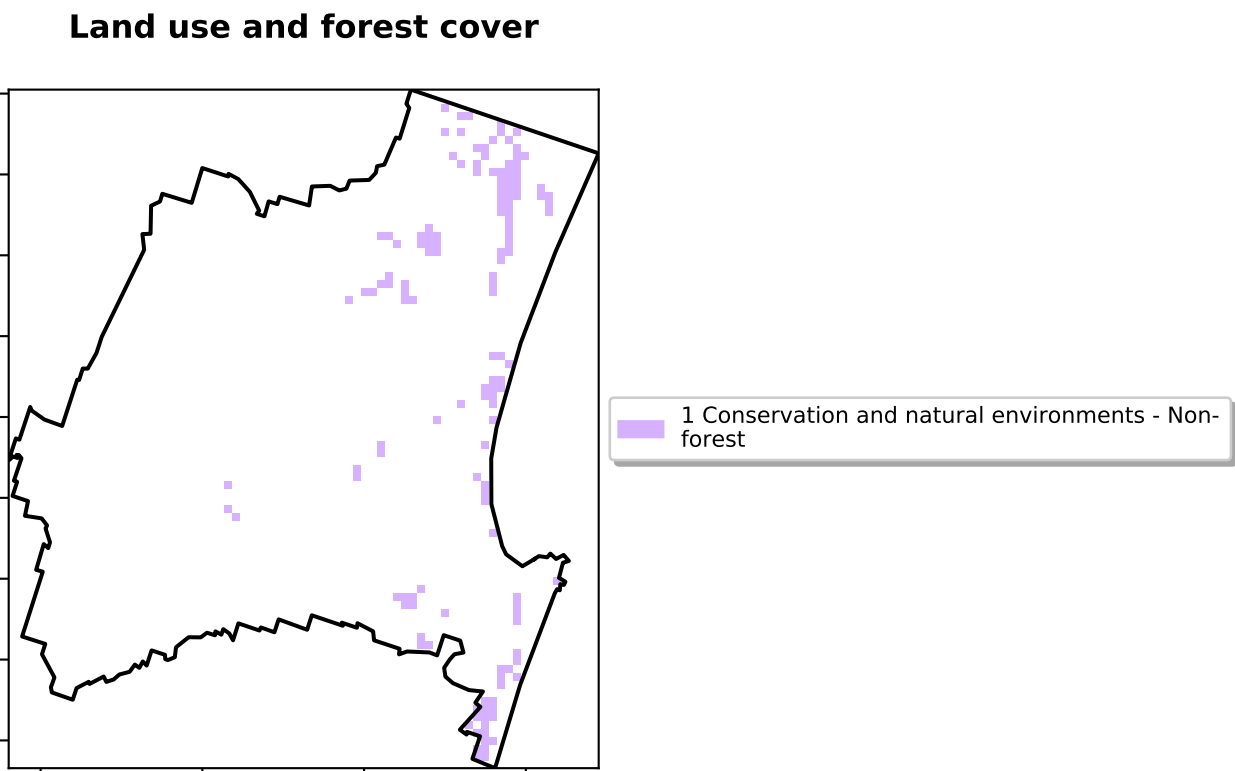 Land use and forest cover
1 Conservation and natural environments - Non-
forest